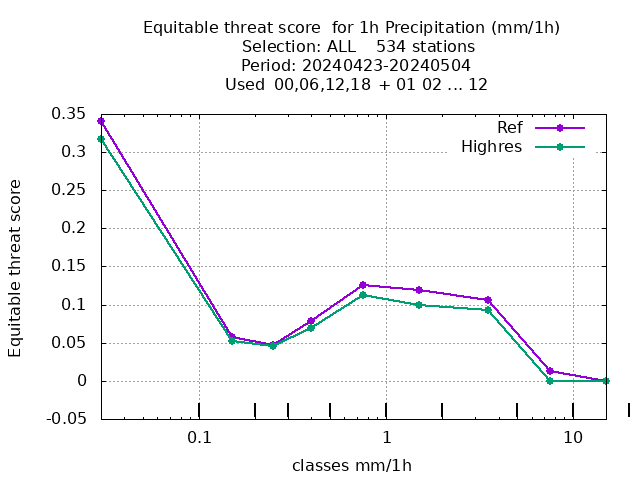 Equitable threat score  for 1h Precipitation (mm/1h)
Selection: ALL    534 stations
Period: 20240423-20240504
Used  00,06,12,18 + 01 02 ... 12
Ref
Highres
0.35
0.3
0.25
0.2
0.15
0.1
0.05
0
-0.05
Equitable threat score
0.1 1 10
classes mm/1h